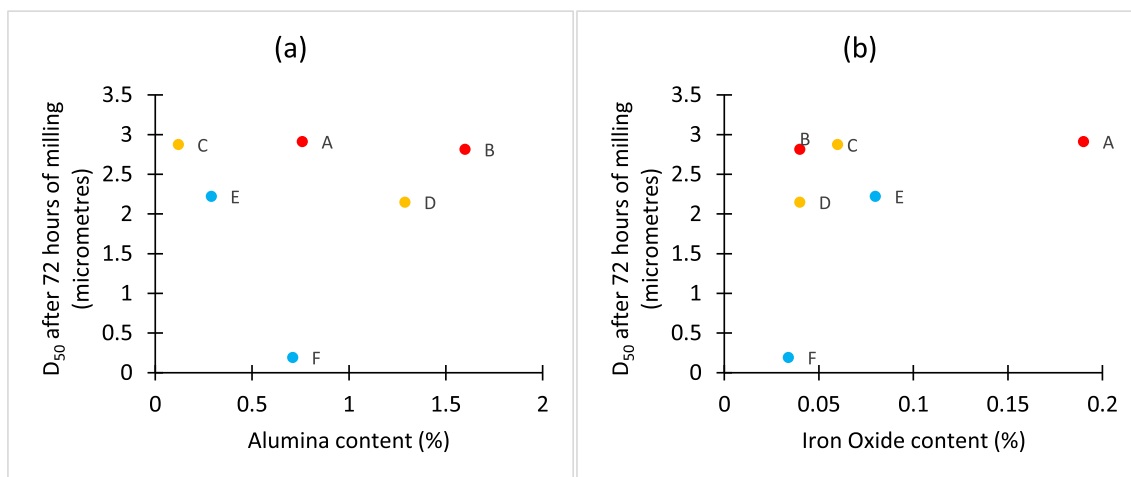 (a)
D50 after 72 hours of milling
(micrometres)
3.5
3
2.5
2
1.5
1
0.5
0
C
A
B
E
D
F
0
0.5
1
1.5
2
Alumina content (%)
(b)
D50 after 72 hours of milling
(micrometres)
3.5
3
2.5
2
1.5
1
0.5
0
B
C
A
D
E
F
0
0.05
0.1
0.15
0.2
Iron Oxide content (%)